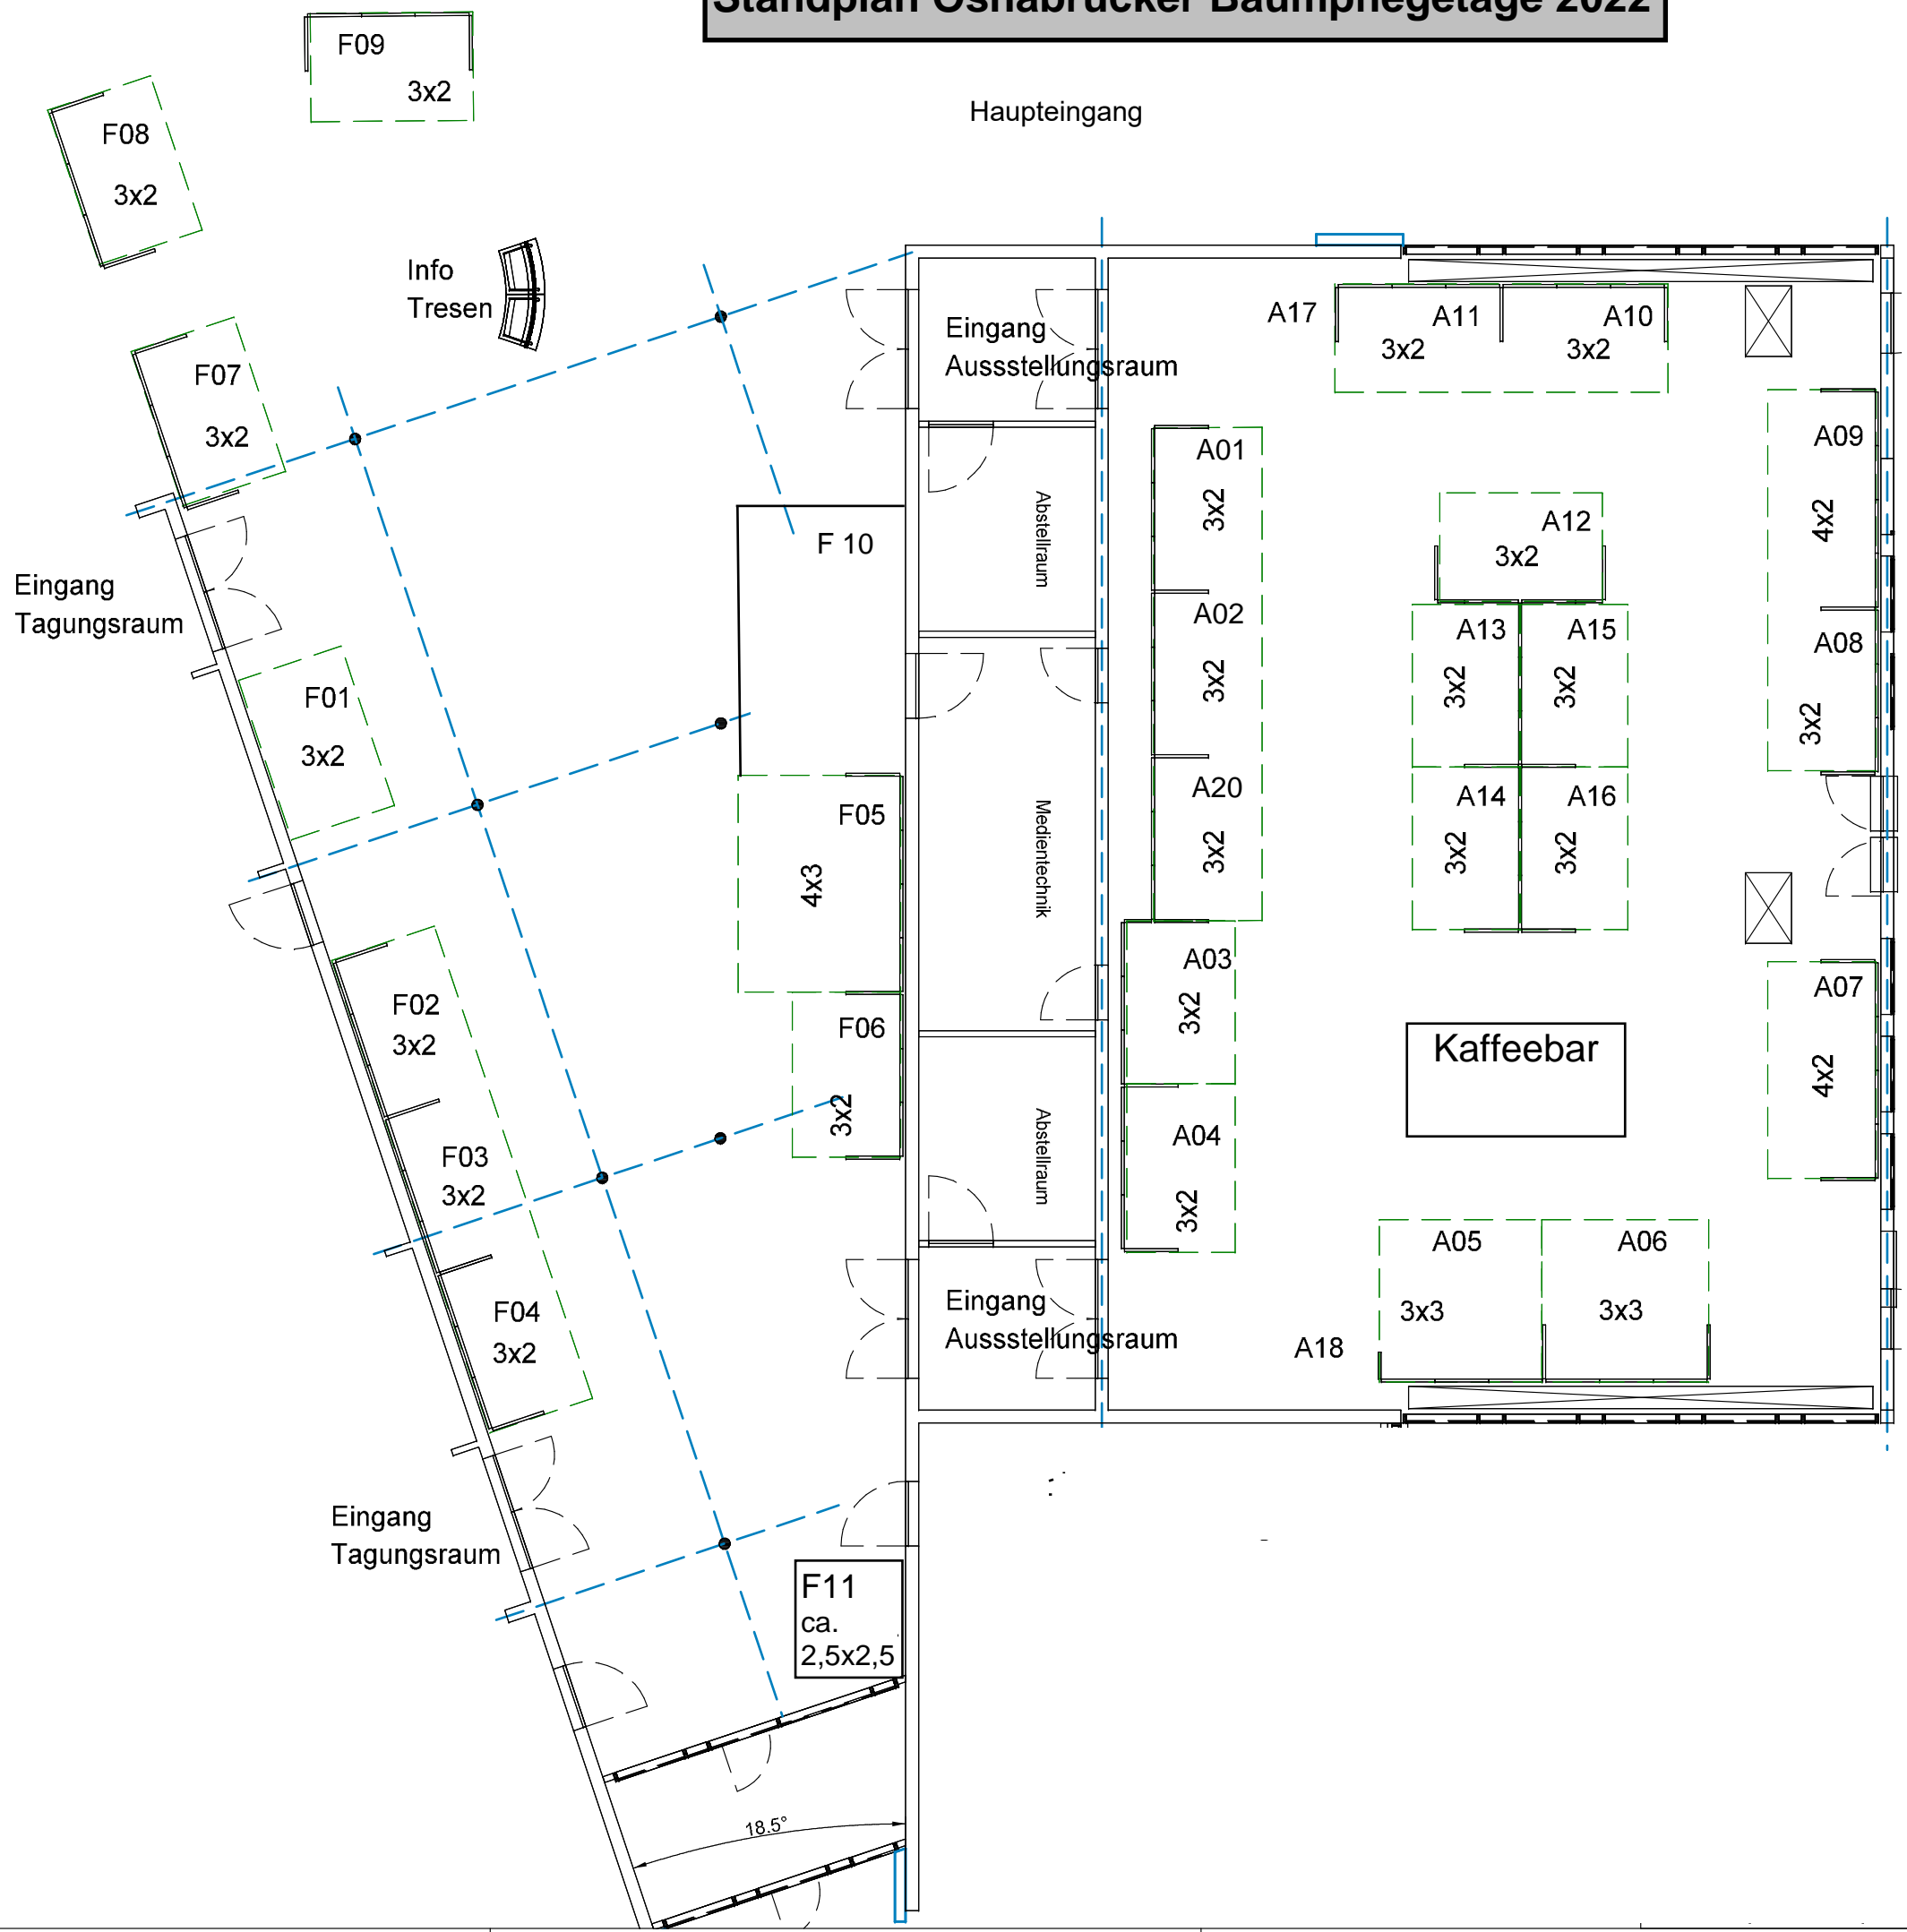 Standplan Osnabrücker Baumpflegetage 2022
F09
3x2
F08
3x2
Haupteingang
Info
Tresen
F07
3x2
Eingang
Aussstellungsraum
A17
A11
3x2
A10
3x2
A01
3x2
A09
4x2
A12
3x2
Abstellraum
F 10
Eingang
Tagungsraum
A02
3x2
A13
3x2
A15
3x2
A08
3x2
F01
3x2
F05
4x3
Medientechnik
A20
3x2
A14
3x2
A16
3x2
A03
3x2
A07
4x2
F02
3x2
F06
3x2
Kaffeebar
Abstellraum
A04
3x2
F03
3x2
A05
3x3
A06
3x3
F04
3x2
Eingang
Aussstellungsraum
A18
Eingang
Tagungsraum
F11
ca.
2,5x2,5
18.5°